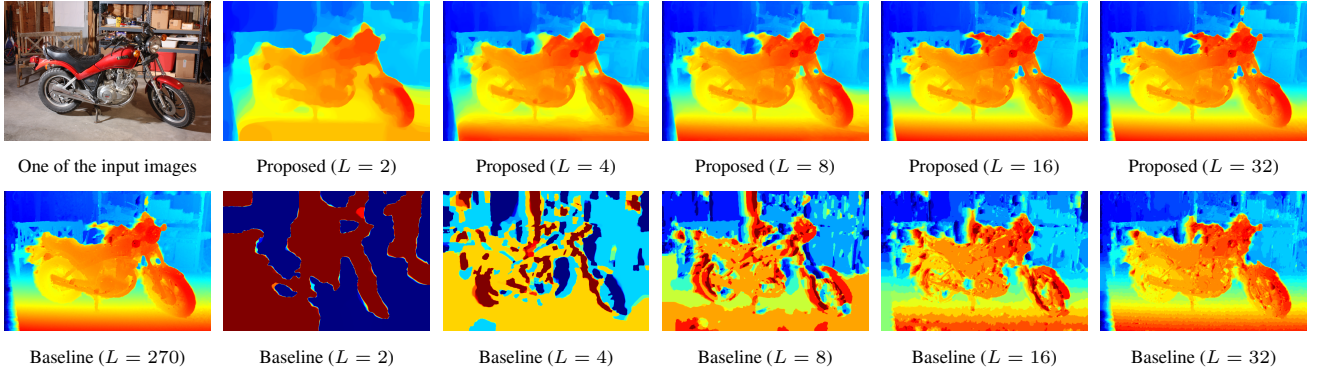 One of the input images
Proposed (L = 2)
Proposed (L = 4)
Proposed (L = 8)
Proposed (L = 16)
Proposed (L = 32)
Baseline (L = 270)
Baseline (L = 2)
Baseline (L = 4)
Baseline (L = 8)
Baseline (L = 16)
Baseline (L = 32)